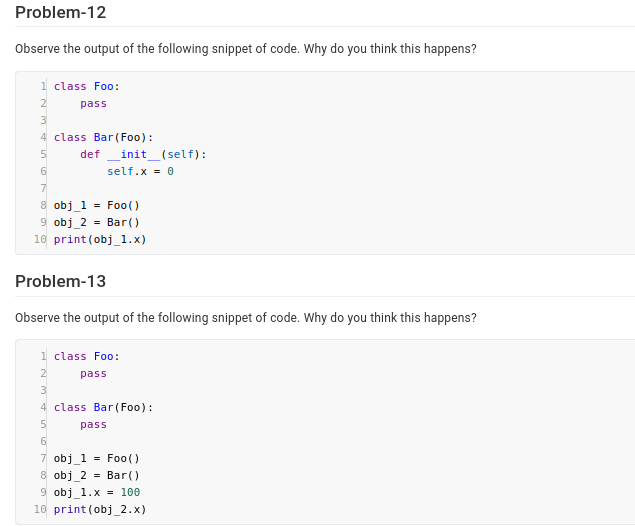 Problem-12
Observe the output of the following snippet of code. Why do you think this happens?
1 class Foo:
2     pass
3
4 class Bar(Foo):
5     def __init__(self):
6         self.x = 0
7
8 obj_1 = Foo()
9 obj_2 = Bar()
10 print(obj_1.x)
Problem-13
Observe the output of the following snippet of code. Why do you think this happens?
1 class Foo:
2     pass
3
4 class Bar(Foo):
5     pass
6
7 obj_1 = Foo()
8 obj_2 = Bar()
9 obj_1.x = 100
10 print(obj_2.x)